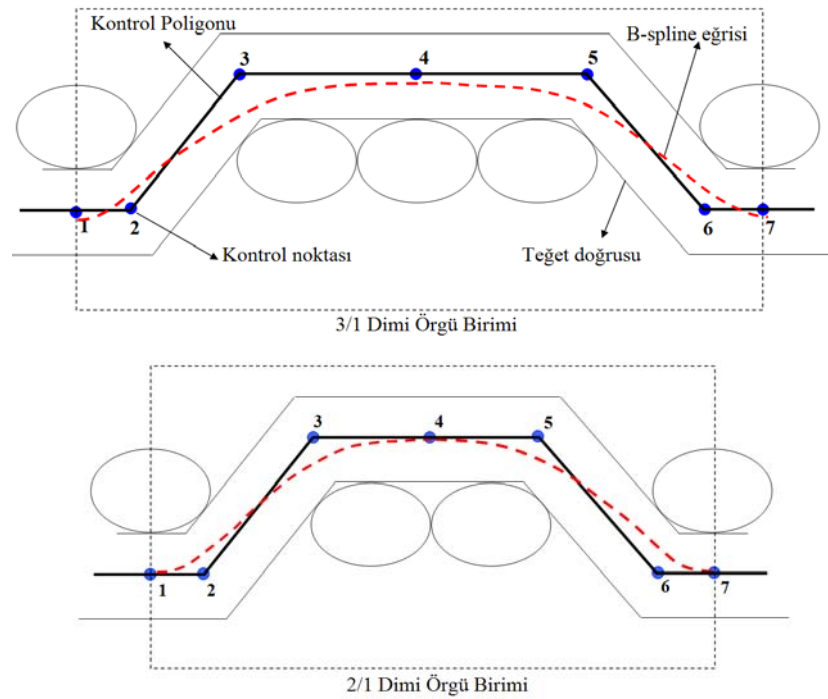 Kontrol Poligonu
B-spline eğrisi
3 4 5
1 2 6 7
Kontrol noktası
Teğet doğrusu
3/1 Dimi Örgü Birimi
3 4 5
1 2 6 7
2/1 Dimi Örgü Birimi